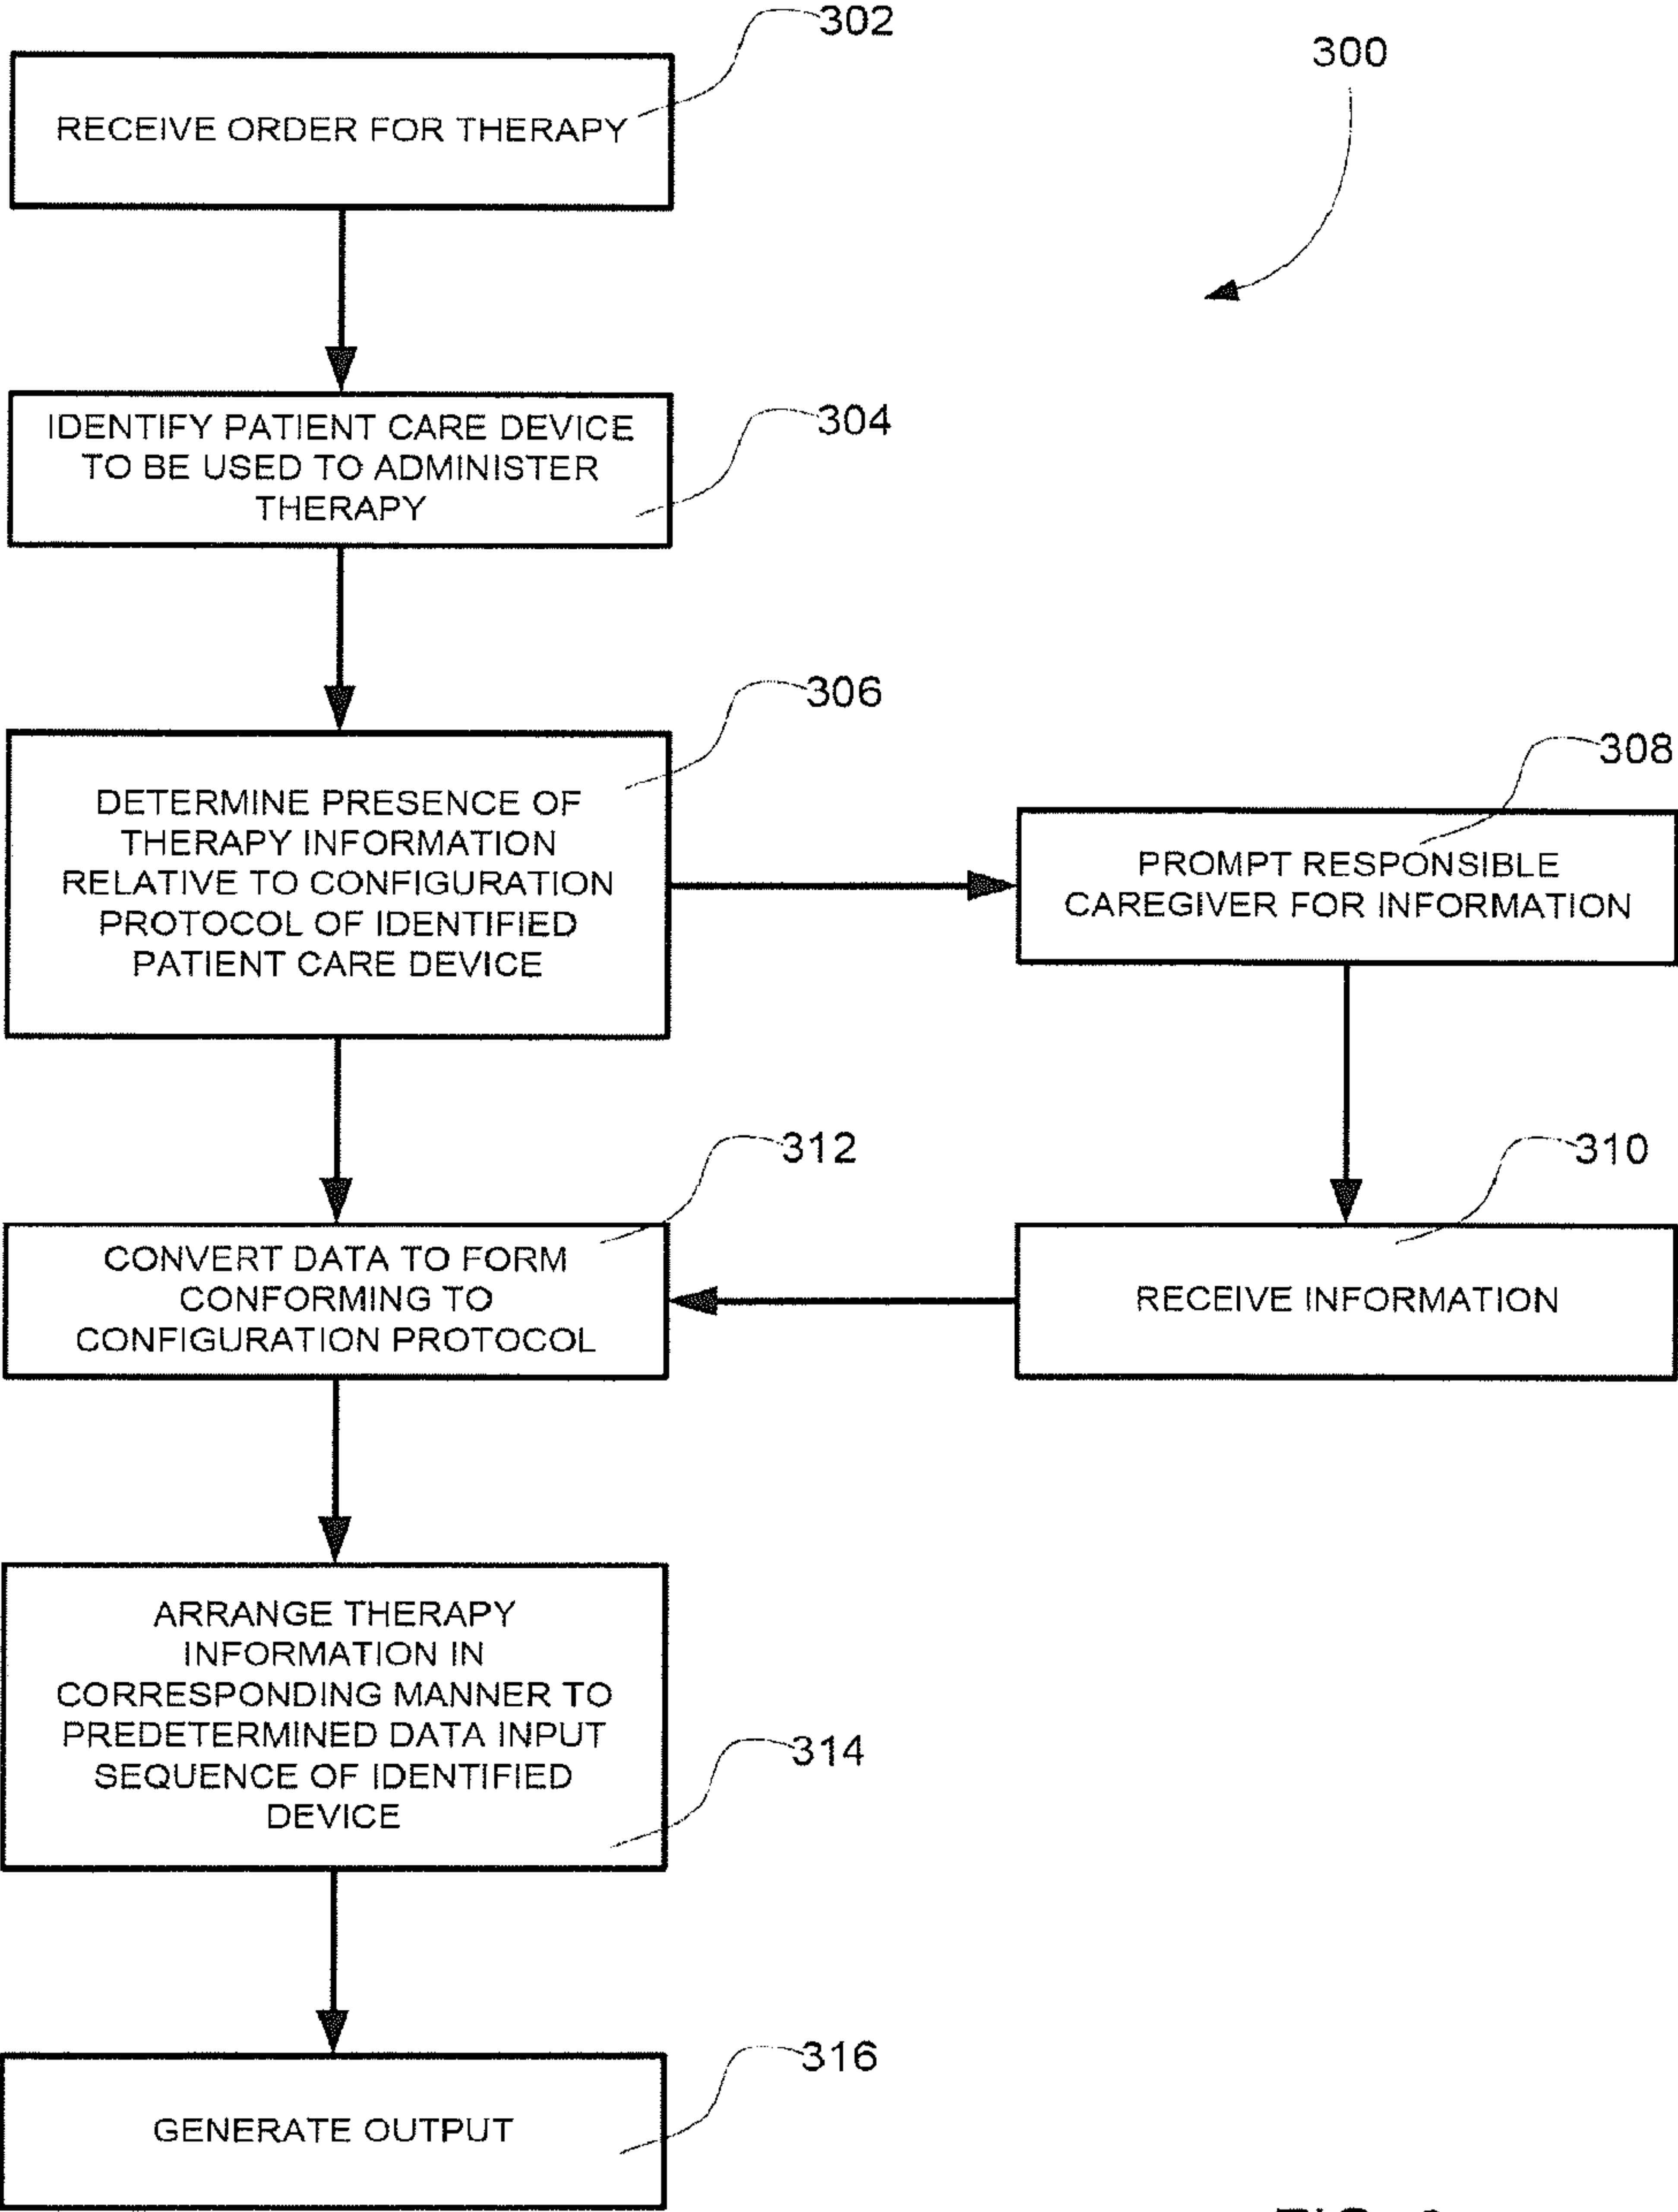 302
300
RECEIVE ORDER FOR THERAPY
304
IDENTIFY PATIENT CARE DEVICE
TO BE USED TO ADMINISTER
THERAPY
306
308
DETERMINE PRESENCE OF
THERAPY INFORMATION
RELATIVE TO CONFIGURATION
PROTOCOL OF IDENTIFIED
PATIENT CARE DEVICE
PROMPT RESPONSIBLE
CAREGIVER FOR INFORMATION
312
310
CONVERT DATA TO FORM
CONFORMING TO
CONFIGURATION PROTOCOL
RECEIVE INFORMATION
ARRANGE THERAPY
INFORMATION IN
CORRESPONDING MANNER TO
PREDETERMINED DATA INPUT
SEQUENCE OF IDENTIFIED
DEVICE
314
316
GENERATE OUTPUT